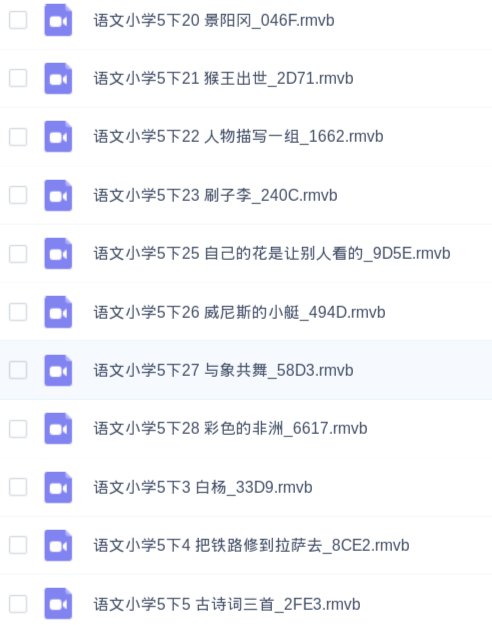 语文小学5下20 景阳冈_046F.rmvb
语文小学5下21 猴王出世_2D71.rmvb
语文小学5下22 人物描写一组_1662.rmvb
语文小学5下23 刷子李_240C.rmvb
语文小学5下25 自己的花是让别人看的_9D5E.rmvb
语文小学5下26 威尼斯的小艇_494D.rmvb
语文小学5下27 与象共舞_58D3.rmvb
语文小学5下28 彩色的非洲_6617.rmvb
语文小学5下3 白杨_33D9.rmvb
语文小学5下4 把铁路修到拉萨去_8CE2.rmvb
语文小学5下5 古诗词三首_2FE3.rmvb